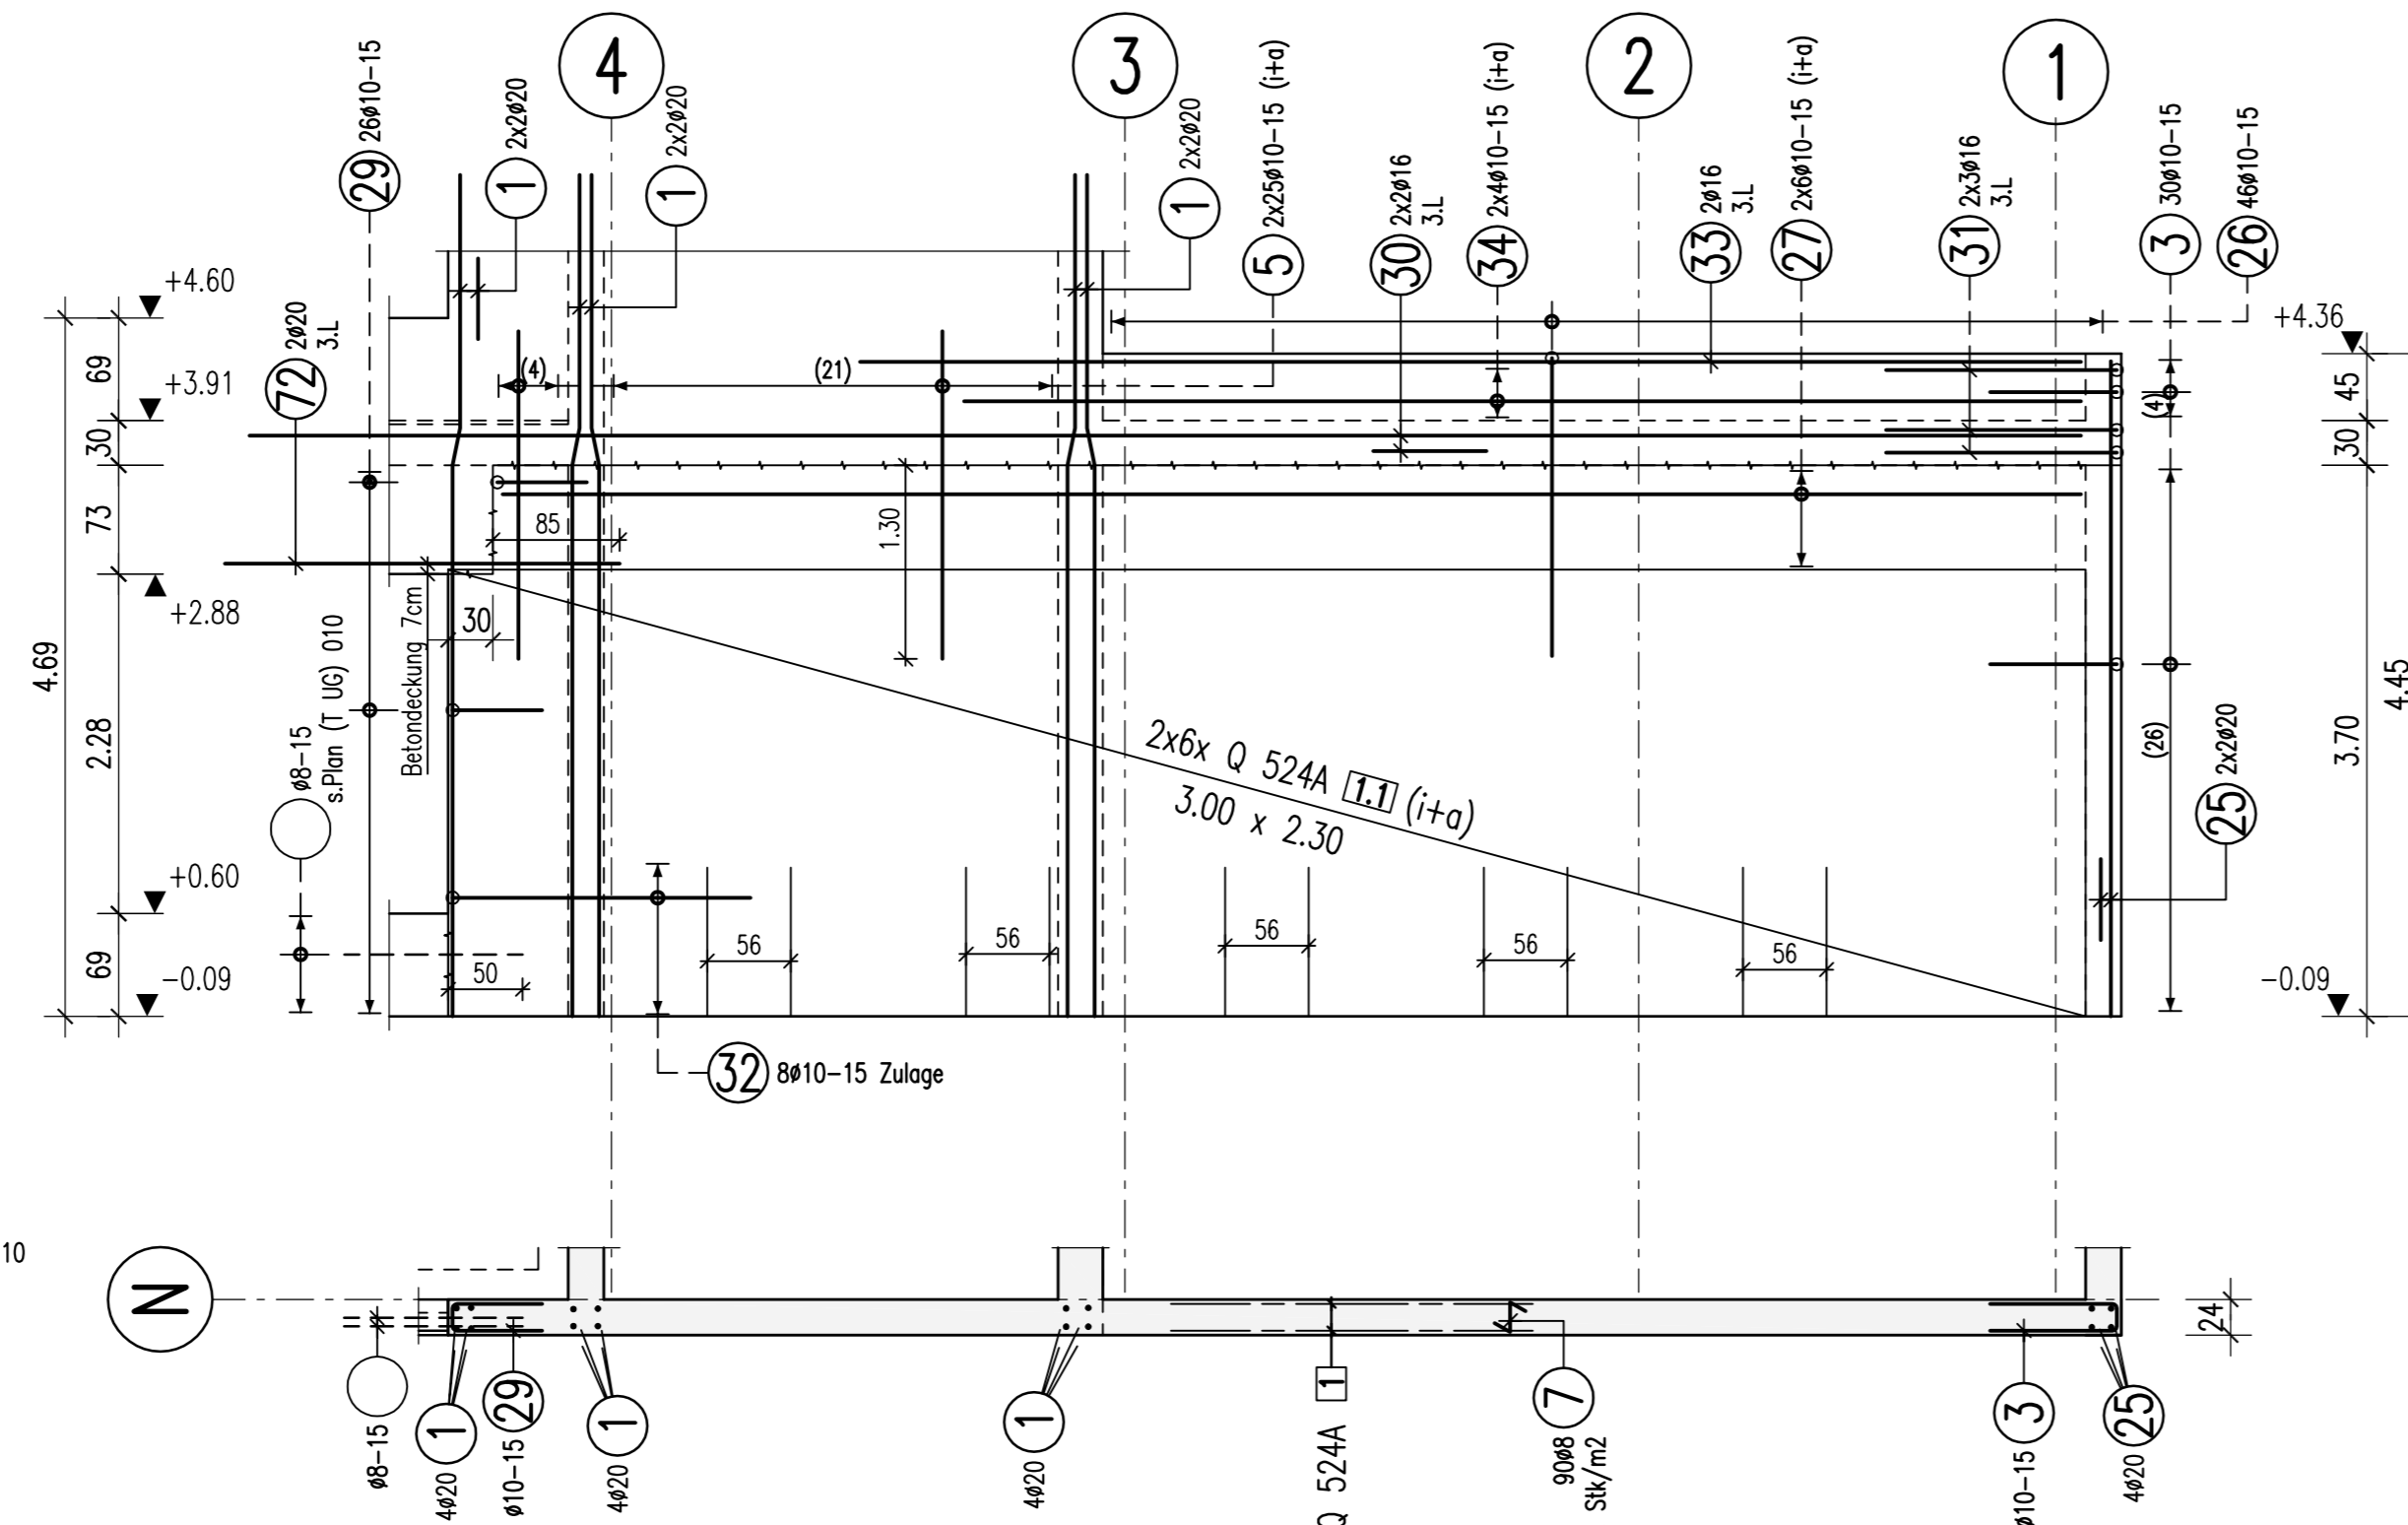 4
3
2
1
29 26ø10-15
1 2x2ø20
1 2x2ø20
1 2x2ø20
5 2x25ø10-15 (i+a)
30 2x2ø16
3.L
34 2x4ø10-15 (i+a)
33 2ø16
3.L
27 2x6ø10-15 (i+a)
31 2x3ø16
3.L
3 30ø10-15
26 46ø10-15
+4.60
+4.36
72 2ø20
3.L
69
+3.91
(4)
(21)
45
(4)
30
30
73
85
1.30
+2.88
30
4.69
2.28
ø8-15
s.Plan (T UG) 010
Betondeckung 7cm
2x6x Q 524A 1.1 (i+a)
3.00 x 2.30
(26)
3.70
4.45
25 2x2ø20
+0.60
69
-0.09
50
56
56
56
56
56
-0.09
32 8ø10-15 Zulage
10
N
24
ø8-15
1
4ø20
29
ø10-15
1
4ø20
1
4ø20
1
Q 524A
7
90ø8
Stk/m2
3
ø10-15
25
4ø20